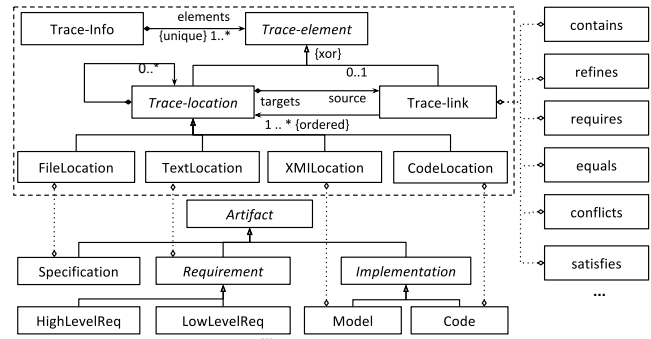 elements
Trace-Info
Trace-element
contains
{unique} 1..*
{xor}
0..*
0..1
refines
Trace-location
targets
source
Trace-link
requires
1 .. * {ordered}
FileLocation
TextLocation
XMILocation
CodeLocation
equals
Artifact
conflicts
Specification
Requirement
Implementation
satisfies
...
HighLevelReq
LowLevelReq
Model
Code
...